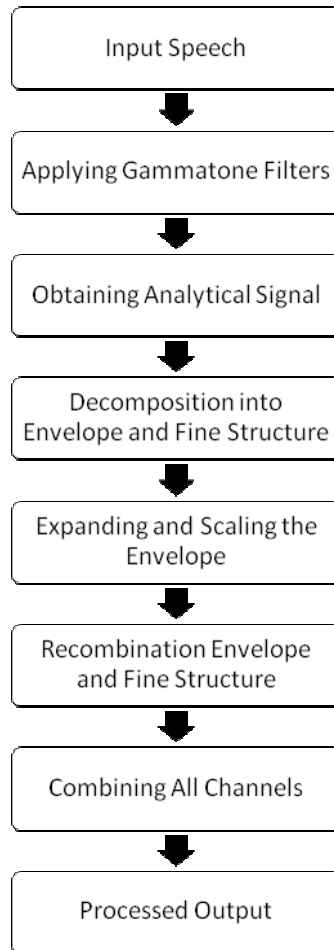 Input Speech
Applying Gammatone Filters
Obtaining Analytical Signal
Decomposition into
Envelope and Fine Structure
Expanding and Scaling the
Envelope
Recombination Envelope
and Fine Structure
Combining All Channels
Processed Output